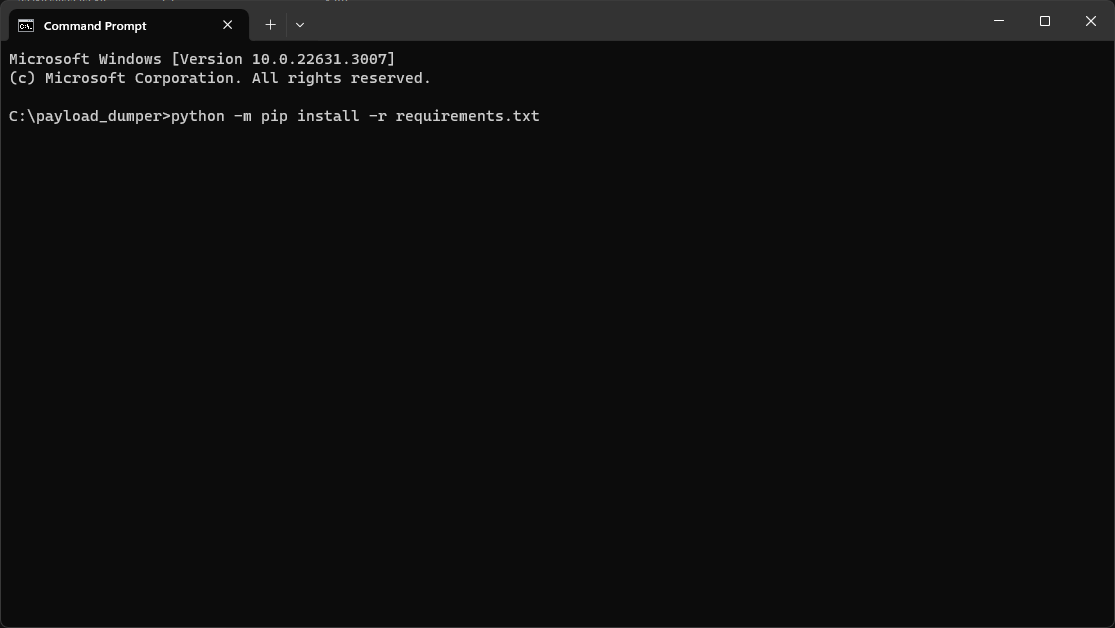 Command Prompt
Microsoft Windows [Version 10.0.22631.3007]
(c) Microsoft Corporation. All rights reserved.
C:\payload_dumper>python -m pip install -r requirements.txt